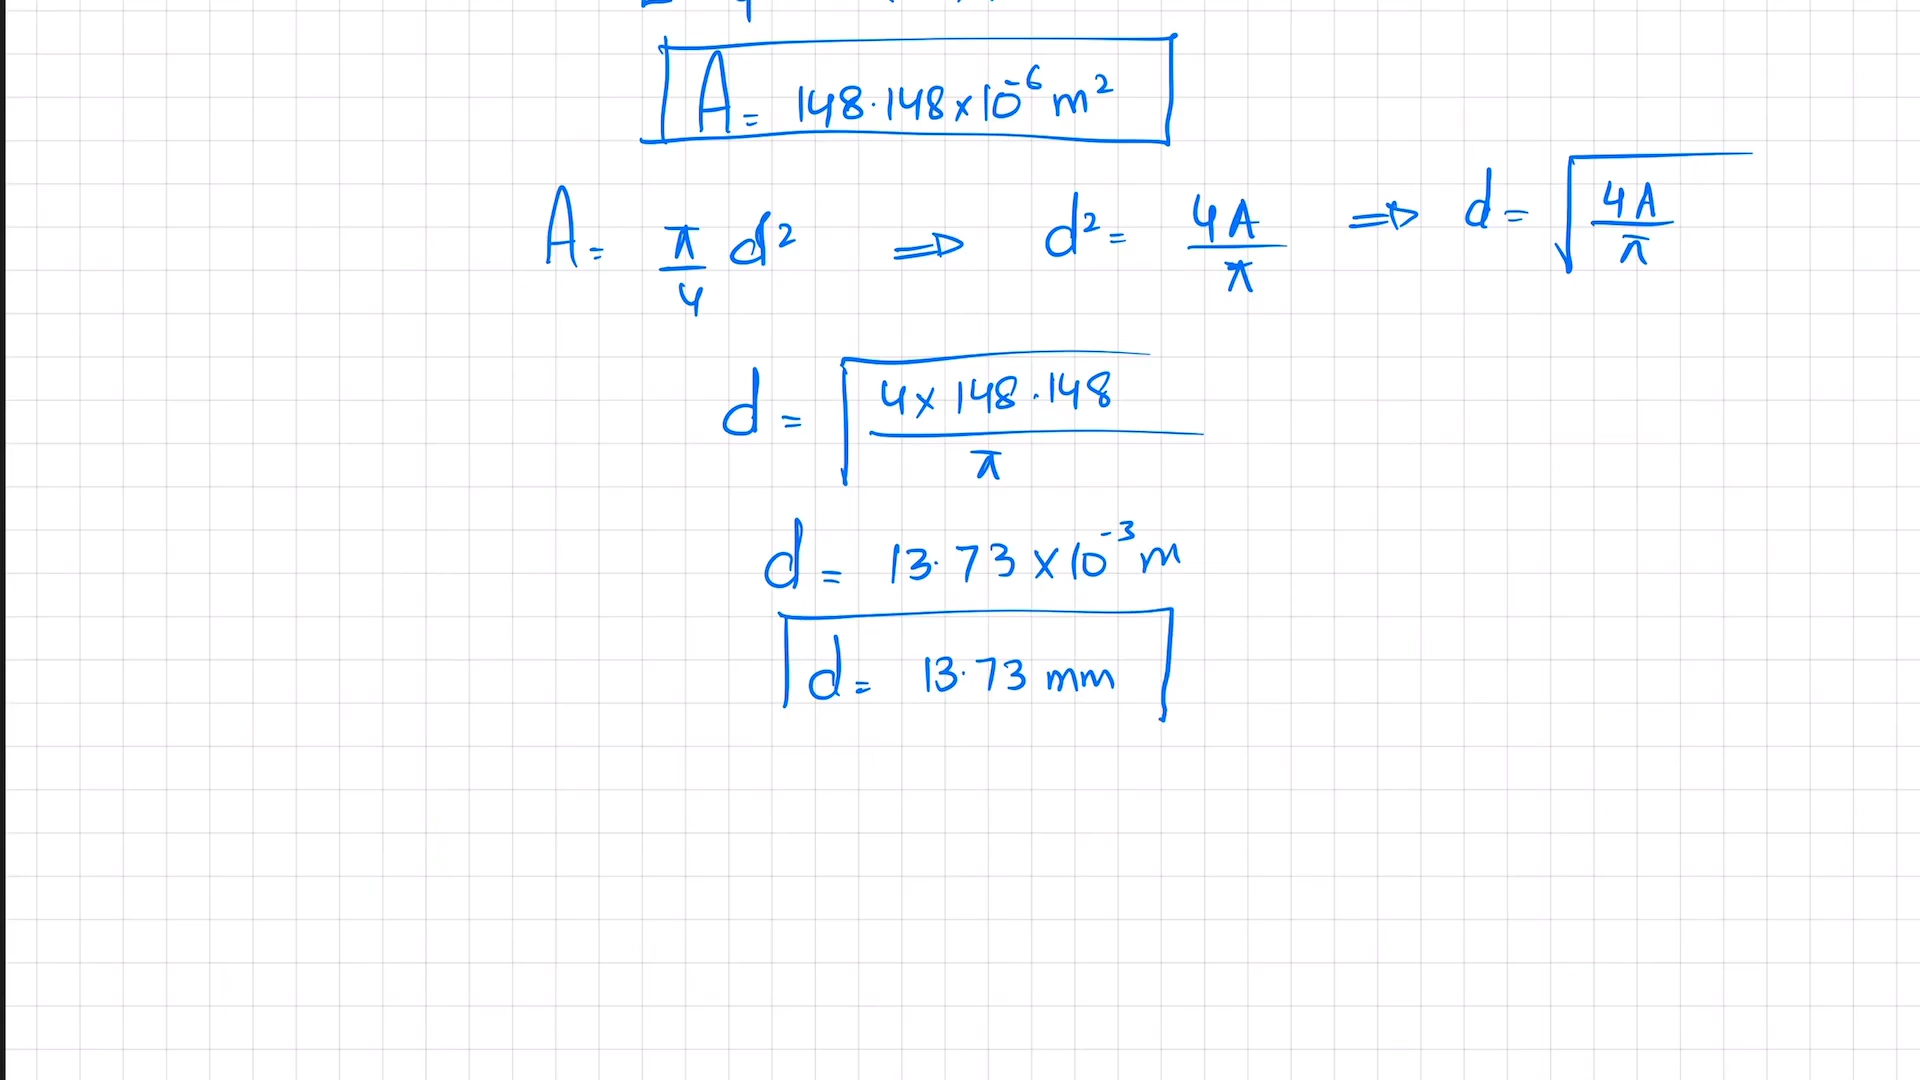 A = 148.148×10⁻⁶ m²
A = π/4 d² ⇒ d² = 4A/π ⇒ d = √(4A/π)
d = √(4×148.148/π)
d = 13.73×10⁻³ m
d = 13.73 mm